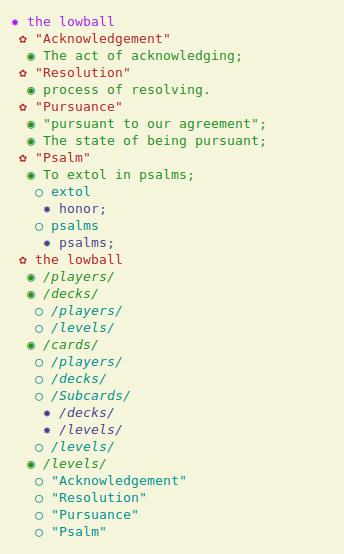 ✸ the lowball
✿ "Acknowledgement"
◉ The act of acknowledging;
✿ "Resolution"
◉ process of resolving.
✿ "Pursuance"
◉ "pursuant to our agreement";
◉ The state of being pursuant;
✿ "Psalm"
◉ To extol in psalms;
○ extol
✸ honor;
○ psalms
✸ psalms;
✿ the lowball
◉ /players/
◉ /decks/
○ /players/
○ /levels/
◉ /cards/
○ /players/
○ /decks/
○ /Subcards/
✸ /decks/
✸ /levels/
○ /levels/
◉ /levels/
○ "Acknowledgement"
○ "Resolution"
○ "Pursuance"
○ "Psalm"